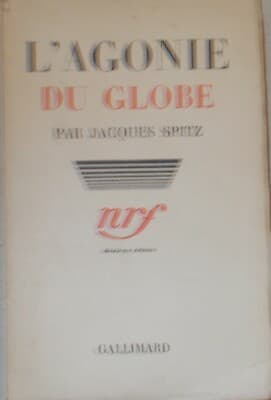 L'AGONIE
DU GLOBE
PAR JACQUES SPITZ
nrf
GALLIMARD